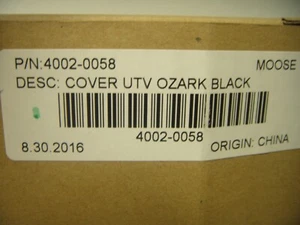 P/N:4002-0058 MOOSE
DESC: COVER UTV OZARK BLACK
4002-0058
8.30.2016 ORIGIN: CHINA